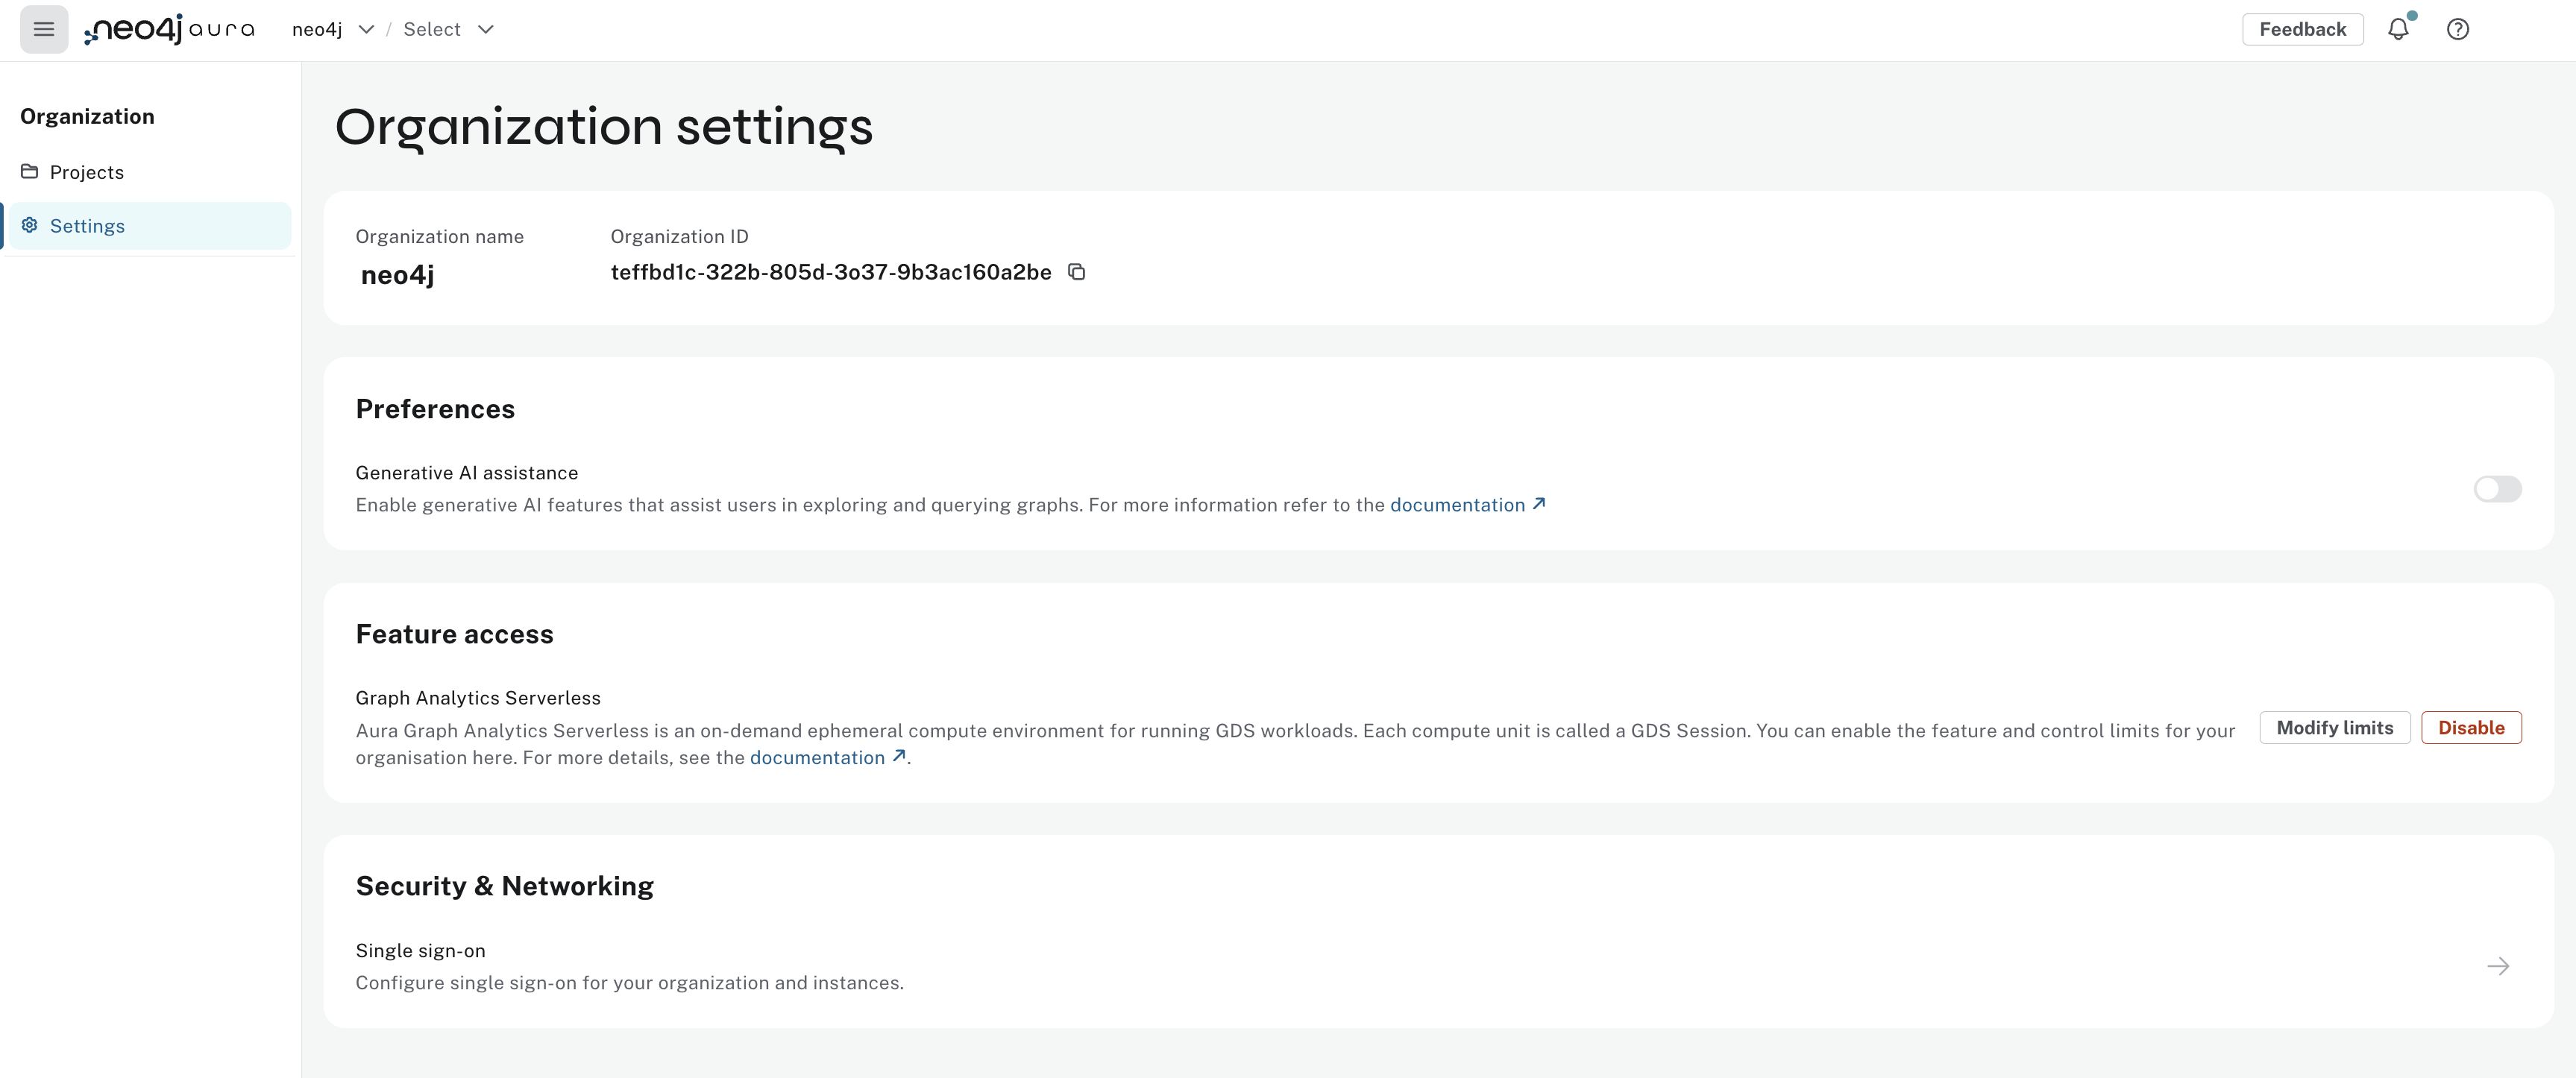 neo4j aura neo4j / Select Feedback
Organization
Projects
Settings
Organization settings
Organization name Organization ID
neo4j teffbd1c-322b-805d-3o37-9b3ac160a2be
Preferences
Generative AI assistance
Enable generative AI features that assist users in exploring and querying graphs. For more information refer to the documentation
Feature access
Graph Analytics Serverless
Aura Graph Analytics Serverless is an on-demand ephemeral compute environment for running GDS workloads. Each compute unit is called a GDS Session. You can enable the feature and control limits for your
organisation here. For more details, see the documentation .
Modify limits Disable
Security & Networking
Single sign-on
Configure single sign-on for your organization and instances.